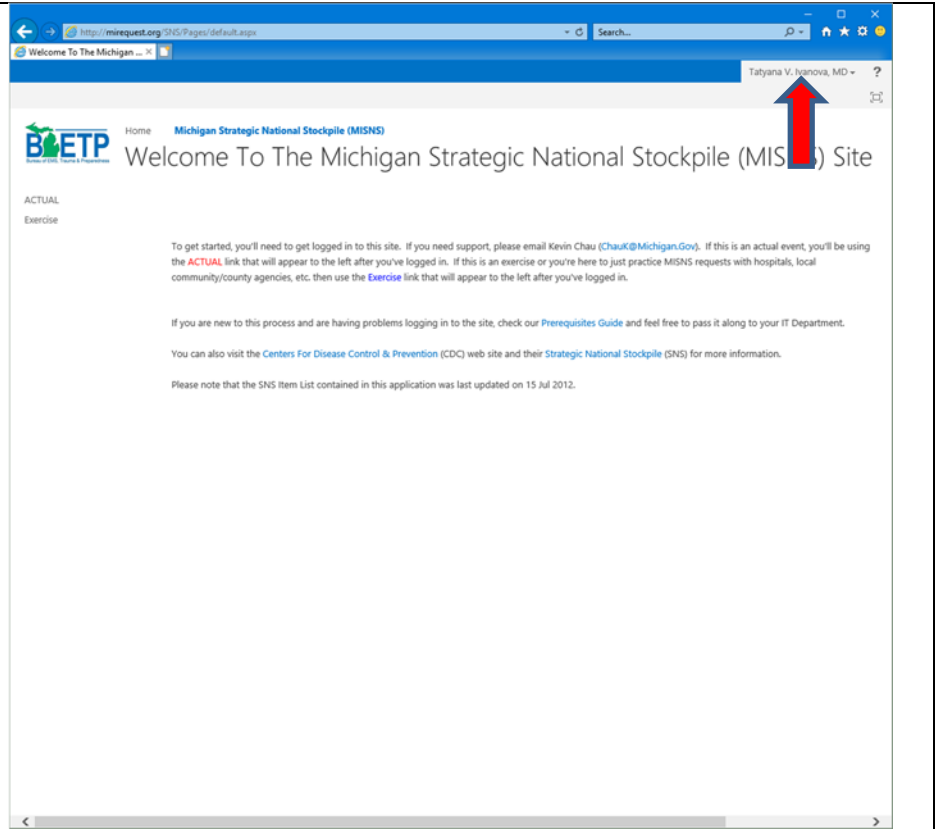 http://mirequest.org/SNS/Pages/default.aspx
Search...
Welcome To The Michigan ...
Tatyana V. Ivanova, MD
?
BETP
Bureau of EMS, Trauma & Preparedness
Home Michigan Strategic National Stockpile (MISNS)
Welcome To The Michigan Strategic National Stockpile (MIS ) Site
ACTUAL
Exercise
To get started, you'll need to get logged in to this site. If you need support, please email Kevin Chau (ChauK@Michigan.Gov). If this is an actual event, you'll be using
the ACTUAL link that will appear to the left after you've logged in. If this is an exercise or you're here to just practice MISNS requests with hospitals, local
community/county agencies, etc. then use the Exercise link that will appear to the left after you've logged in.
If you are new to this process and are having problems logging in to the site, check our Prerequisites Guide and feel free to pass it along to your IT Department.
You can also visit the Centers For Disease Control & Prevention (CDC) web site and their Strategic National Stockpile (SNS) for more information.
Please note that the SNS Item List contained in this application was last updated on 15 Jul 2012.